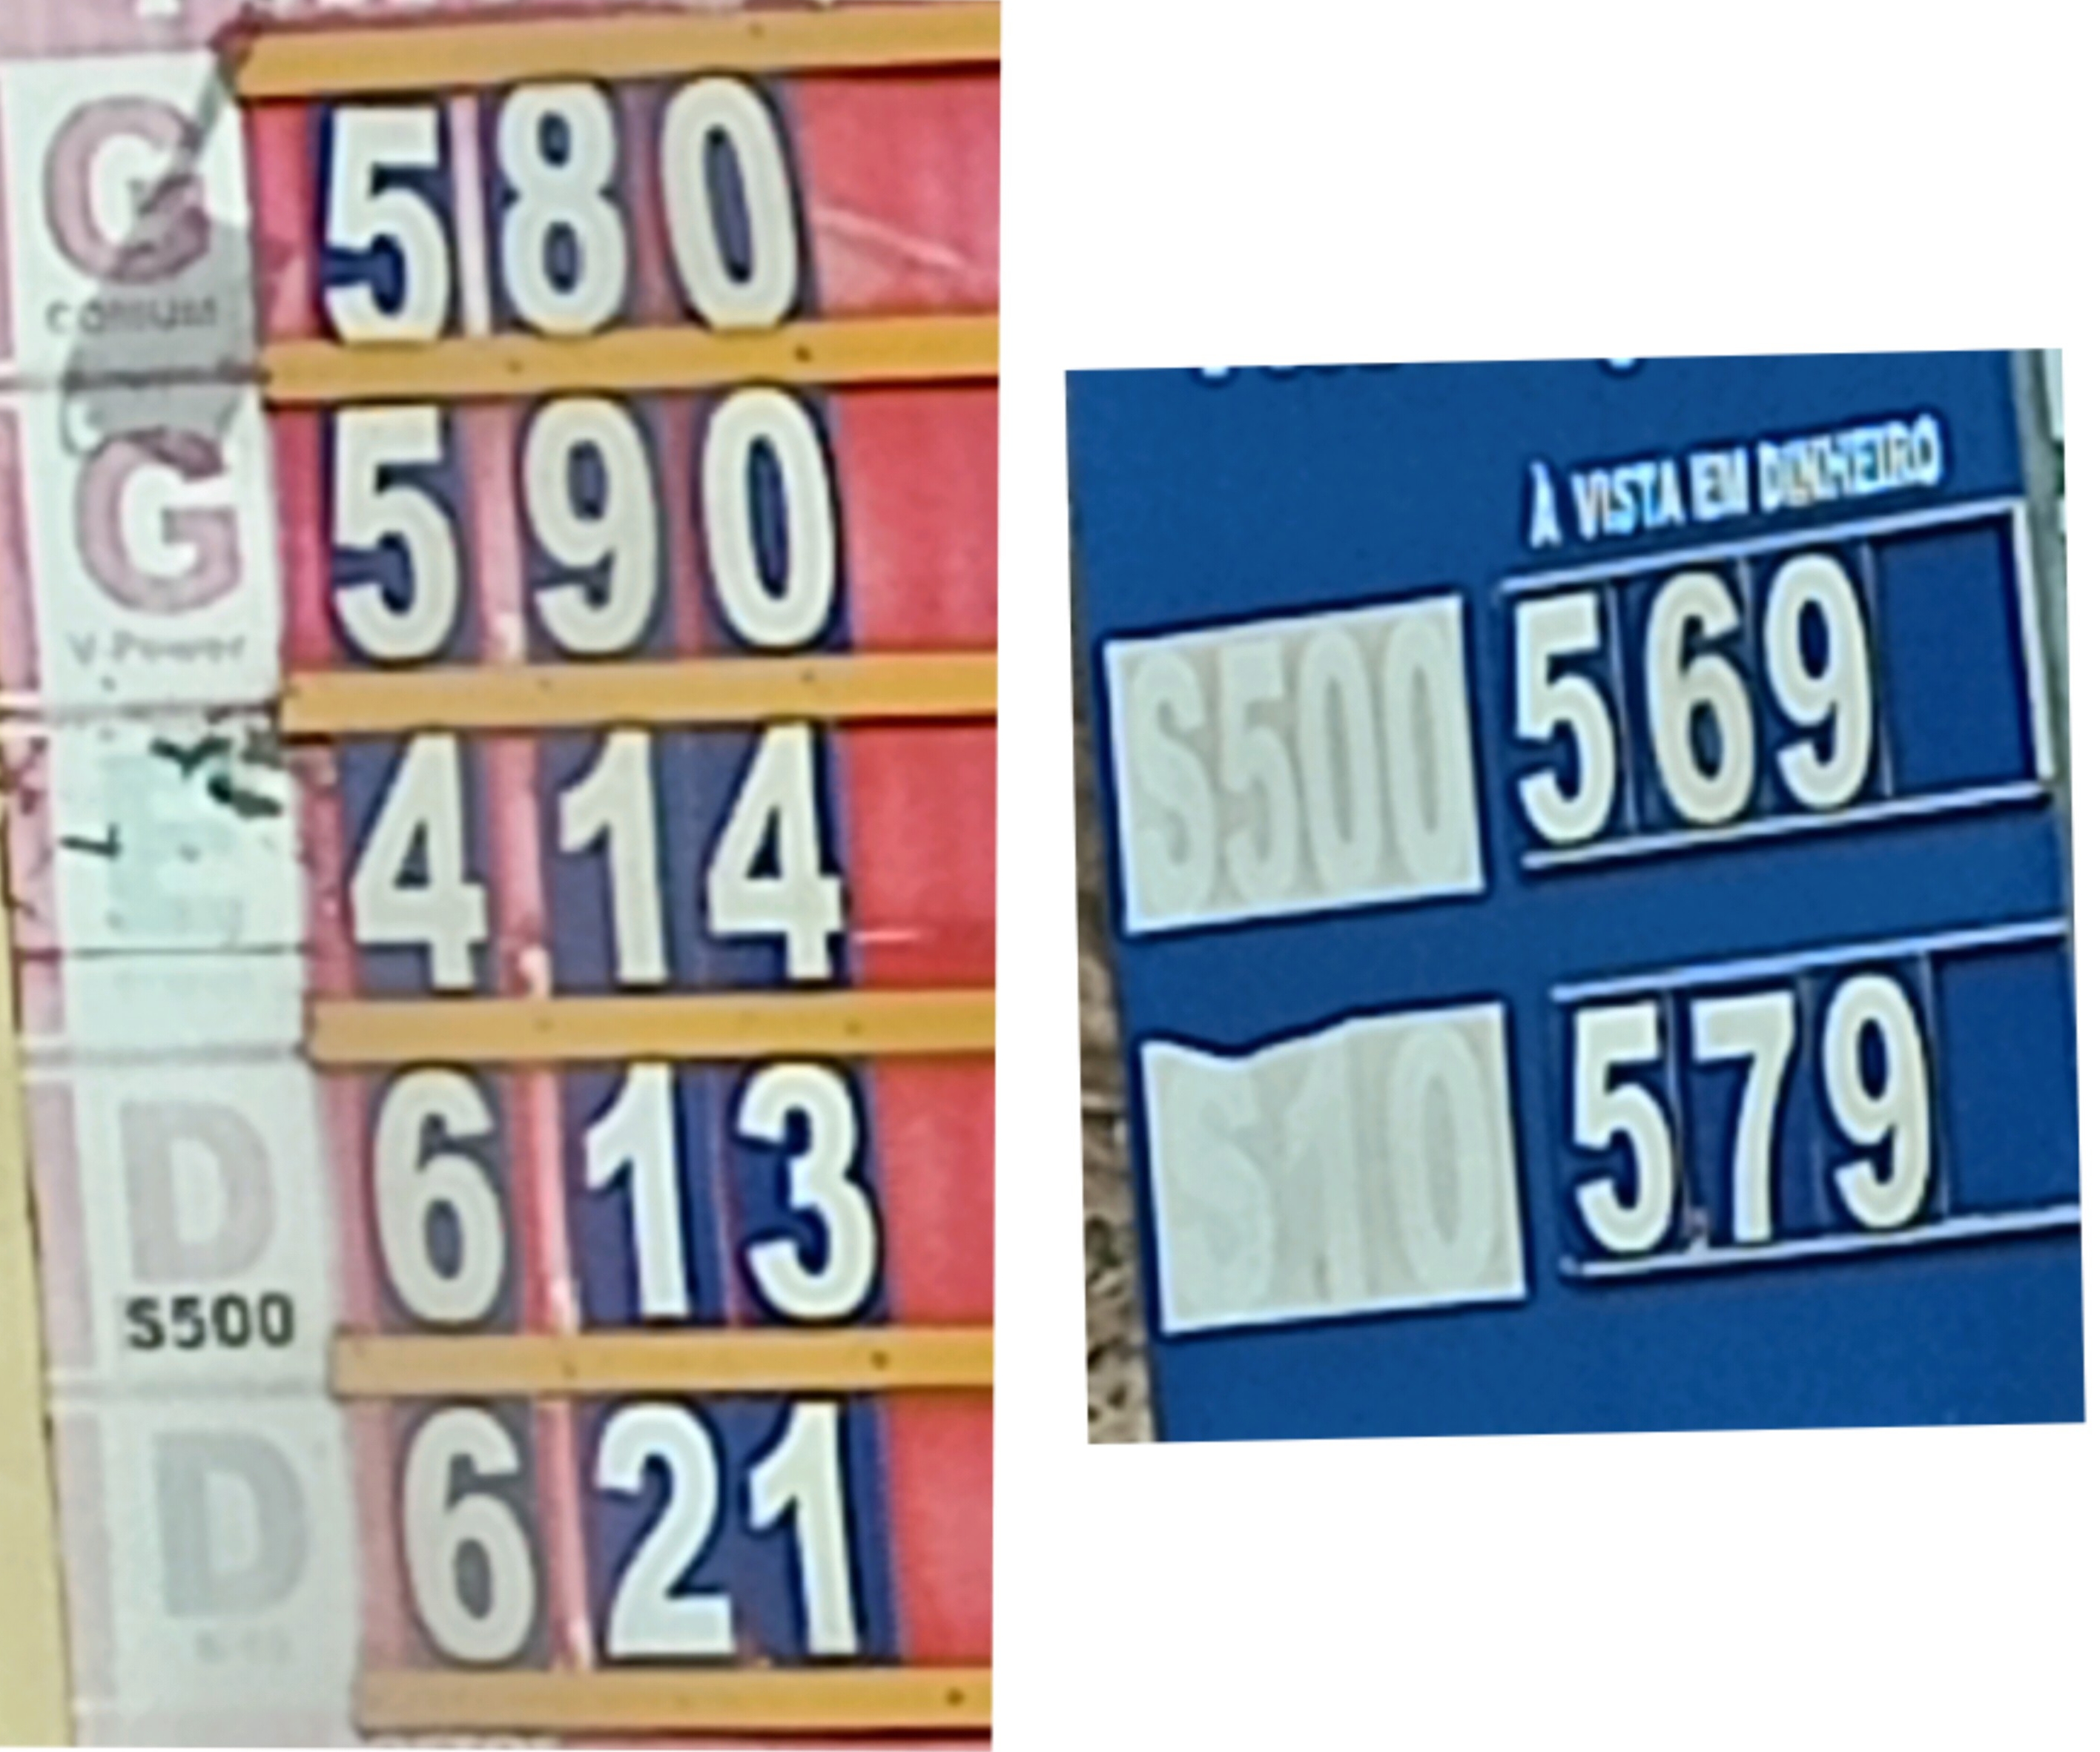 G 580
comum
G 590
V-Power
414
D 613
S500
D 621
À VISTA EM DINHEIRO
S500 569
S10 579